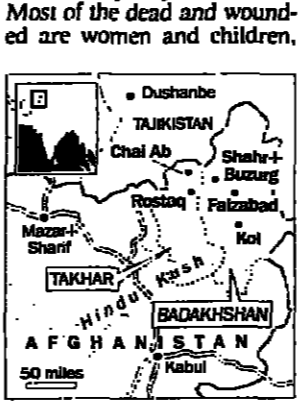 Most of the dead and wound-
ed are women and children,
Dushanbe
TAJIKISTAN
Chai Ab
Shahr-i-
Buzurg
Rostaq
Faizabad
Koi
Mazar-i-
Sharif
TAKHAR
Hindu Kush
BADAKHSHAN
AFGHANISTAN
Kabul
50 miles